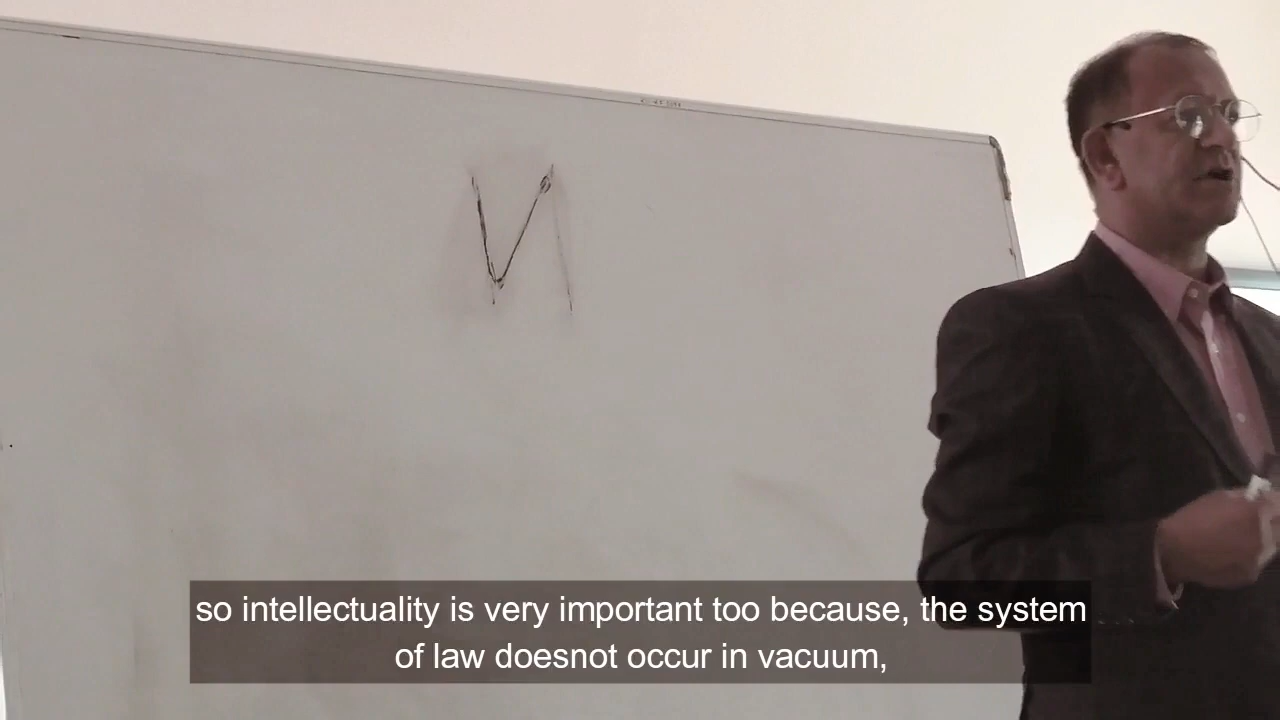 so intellectuality is very important too because, the system
of law doesnot occur in vacuum,